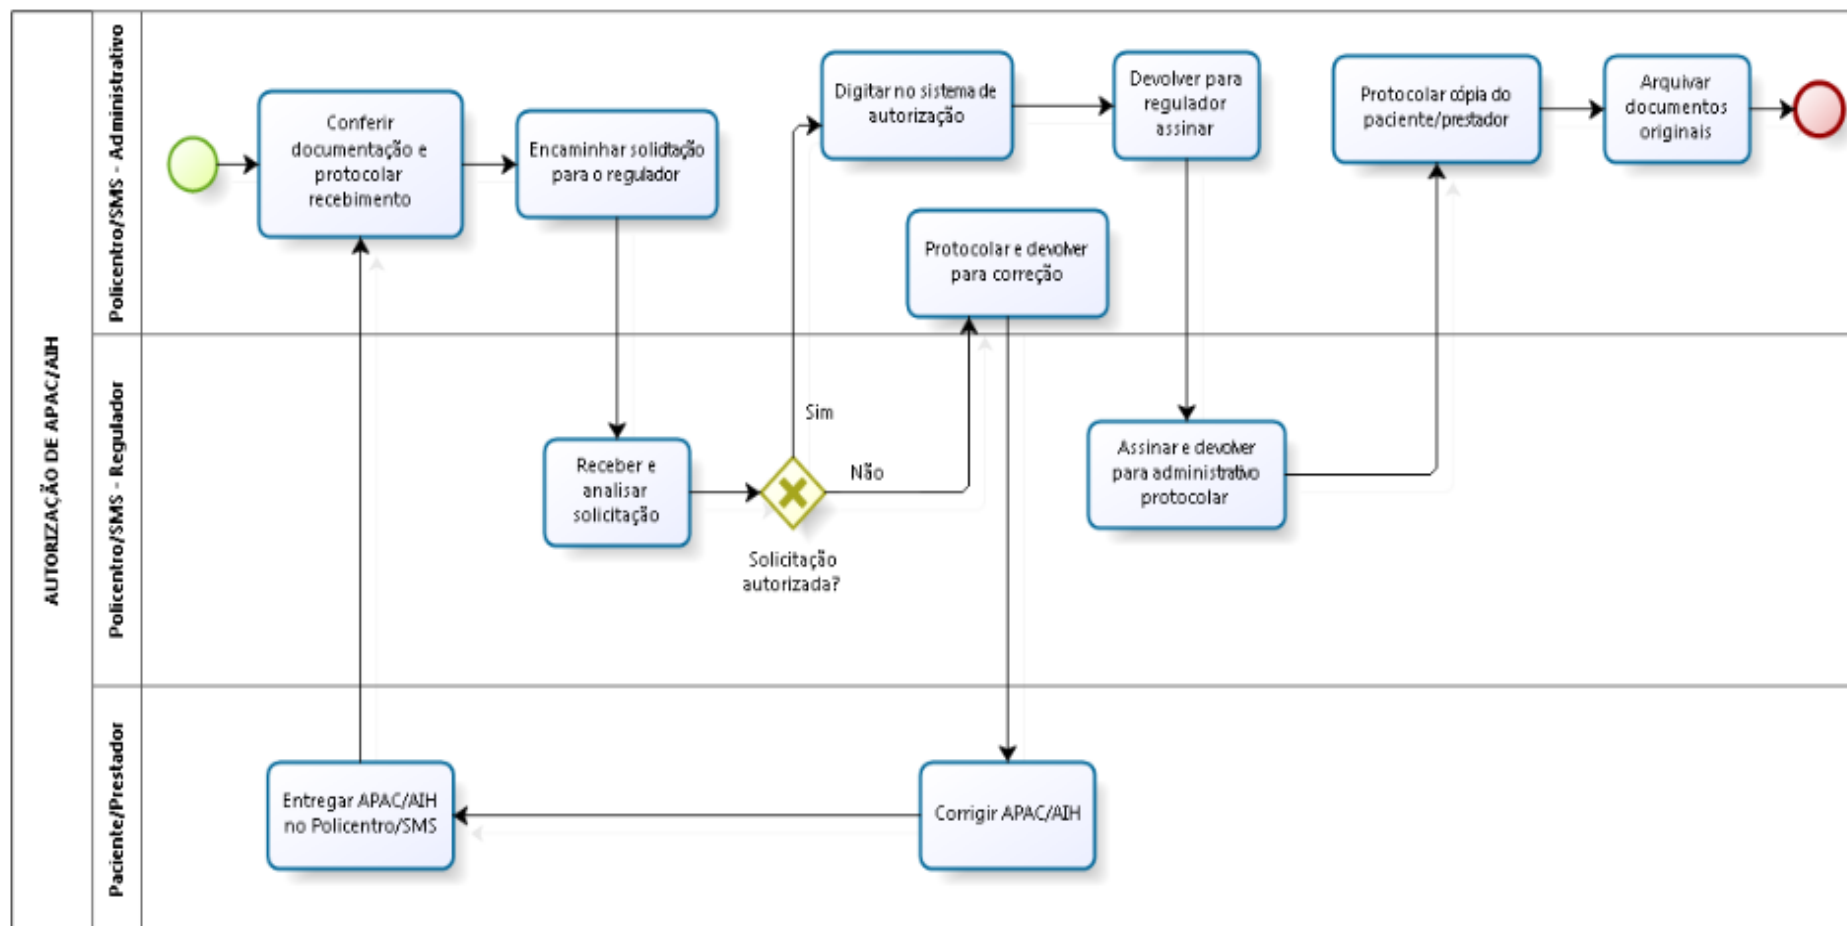 AUTORIZAÇÃO DE APAC/AIH
Policentro/SMS - Administrativo
Conferir
documentação e
protocolar
recebimento
Encaminhar solicitação
para o regulador
Digitar no sistema de
autorização
Devolver para
regulador
assinar
Protocolar cópia do
paciente/prestador
Arquivar
documentos
originais
Protocolar e devolver
para correção
Policentro/SMS - Regulador
Receber e
analisar
solicitação
Sim
Não
Solicitação
autorizada?
Assinar e devolver
para administrativo
protocolar
Paciente/Prestador
Entregar APAC/AIH
no Policentro/SMS
Corrigir APAC/AIH